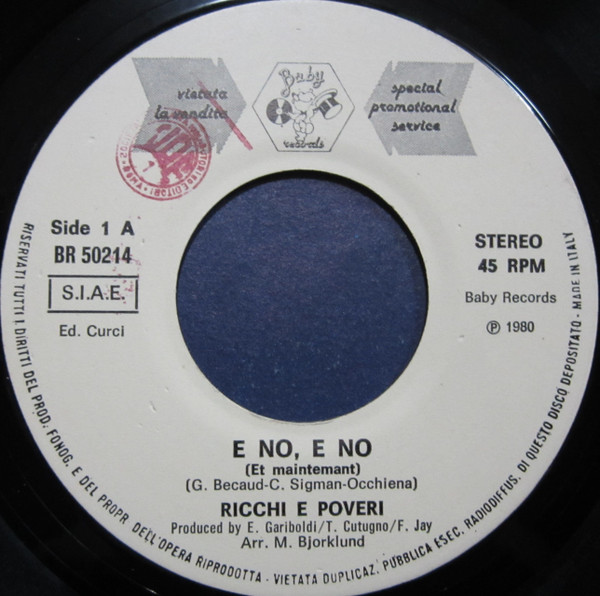 vietata
la vendita
Baby
records
special
promotional
service
Side 1 A
BR 50214
S.I.A.E.
Ed. Curci
STEREO
45 RPM
Baby Records
℗ 1980
E NO, E NO
(Et maintemant)
(G. Becaud-C. Sigman-Occhiena)
RICCHI E POVERI
Produced by E. Gariboldi/T. Cutugno/F. Jay
Arr. M. Bjorklund
RISERVATI TUTTI I DIRITTI DEL PROD. FONOG. E DEL PROPR. DELL'OPERA RIPRODOTTA - VIETATA DUPLICAZ. PUBBLICA ESEC. RADIODIFFUS. DI QUESTO DISCO DEPOSITATO - MADE IN ITALY